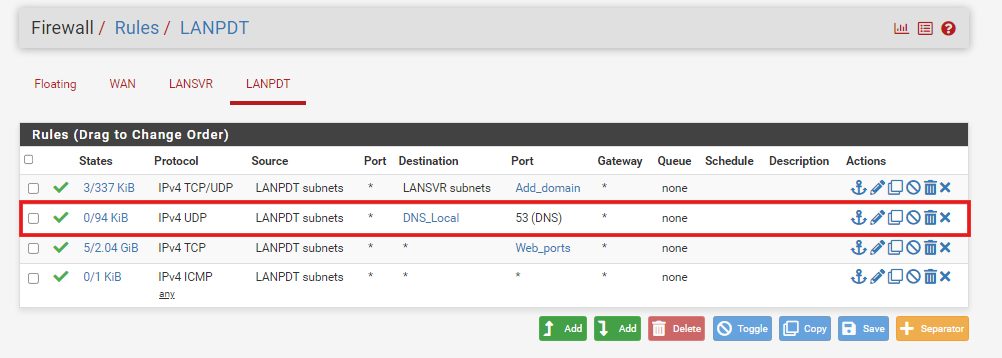 Firewall / Rules / LANPDT
Floating WAN LANSVR LANPDT
Rules (Drag to Change Order)
States Protocol Source Port Destination Port Gateway Queue Schedule Description Actions
3/337 KiB IPv4 TCP/UDP LANPDT subnets * LANSVR subnets Add_domain * none
0/94 KiB IPv4 UDP LANPDT subnets * DNS_Local 53 (DNS) * none
5/2.04 GiB IPv4 TCP LANPDT subnets * * Web_ports * none
0/1 KiB IPv4 ICMP LANPDT subnets * * * * none
any
Add Add Delete Toggle Copy Save Separator